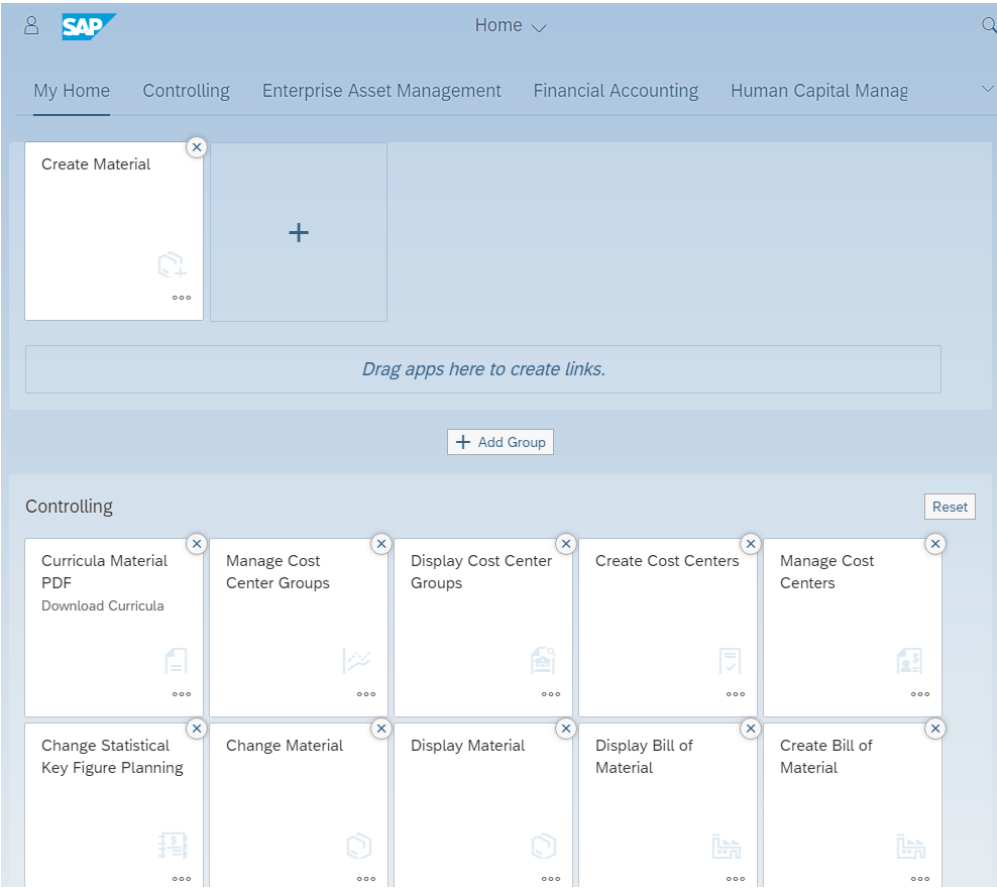 SAP
Home
My Home
Controlling
Enterprise Asset Management
Financial Accounting
Human Capital Manag
Create Material
Drag apps here to create links.
+ Add Group
Controlling
Reset
Curricula Material
PDF
Download Curricula
Manage Cost
Center Groups
Display Cost Center
Groups
Create Cost Centers
Manage Cost
Centers
Change Statistical
Key Figure Planning
Change Material
Display Material
Display Bill of
Material
Create Bill of
Material